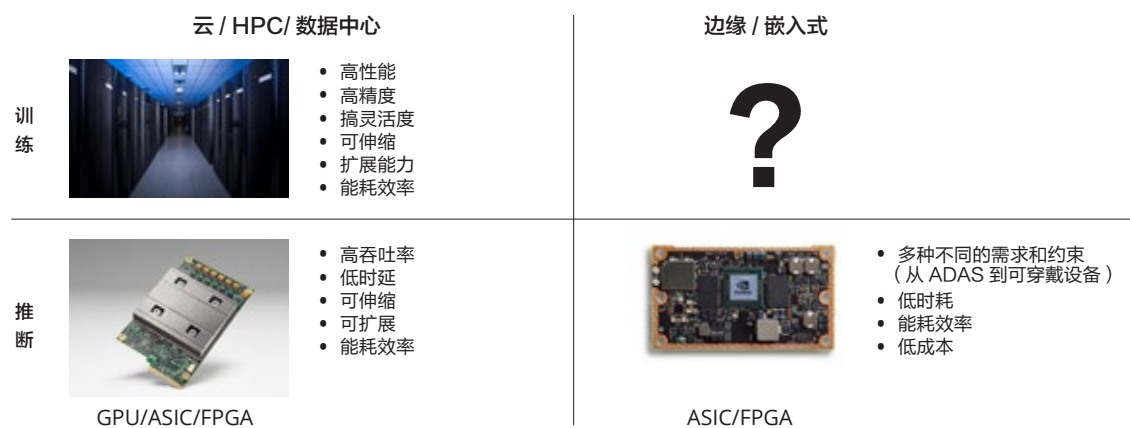 云 / HPC/ 数据中心
边缘 / 嵌入式
训练
• 高性能
• 高精度
• 搞灵活度
• 可伸缩
• 扩展能力
• 能耗效率
?
推断
• 高吞吐率
• 低时延
• 可伸缩
• 可扩展
• 能耗效率
• 多种不同的需求和约束
（从 ADAS 到可穿戴设备）
• 低时耗
• 能耗效率
• 低成本
GPU/ASIC/FPGA
ASIC/FPGA